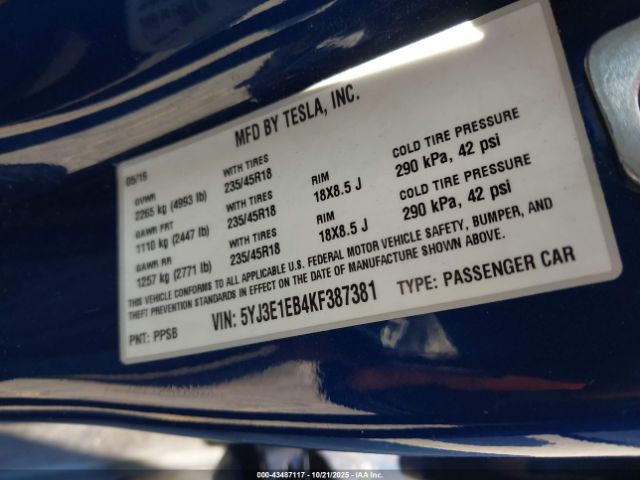 MFD BY TESLA, INC.
05/19
GVWR
2265 kg (4993 lb)
WITH TIRES
235/45R18
RIM
18X8.5 J
COLD TIRE PRESSURE
290 kPa, 42 psi
GAWR FRT
1110 kg (2447 lb)
WITH TIRES
235/45R18
RIM
18X8.5 J
COLD TIRE PRESSURE
290 kPa, 42 psi
GAWR RR
1257 kg (2771 lb)
WITH TIRES
235/45R18
THIS VEHICLE CONFORMS TO ALL APPLICABLE U.S. FEDERAL MOTOR VEHICLE SAFETY, BUMPER, AND
THEFT PREVENTION STANDARDS IN EFFECT ON THE DATE OF MANUFACTURE SHOWN ABOVE.
PNT: PPSB
VIN: 5YJ3E1EB4KF387381
TYPE: PASSENGER CAR
000-43487117 • 10/21/2025 • IAA Inc.